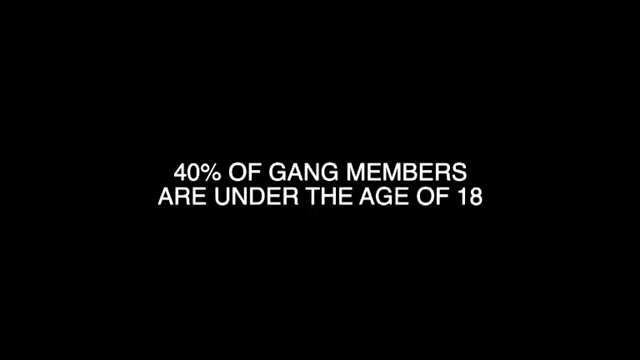 40% OF GANG MEMBERS
ARE UNDER THE AGE OF 18